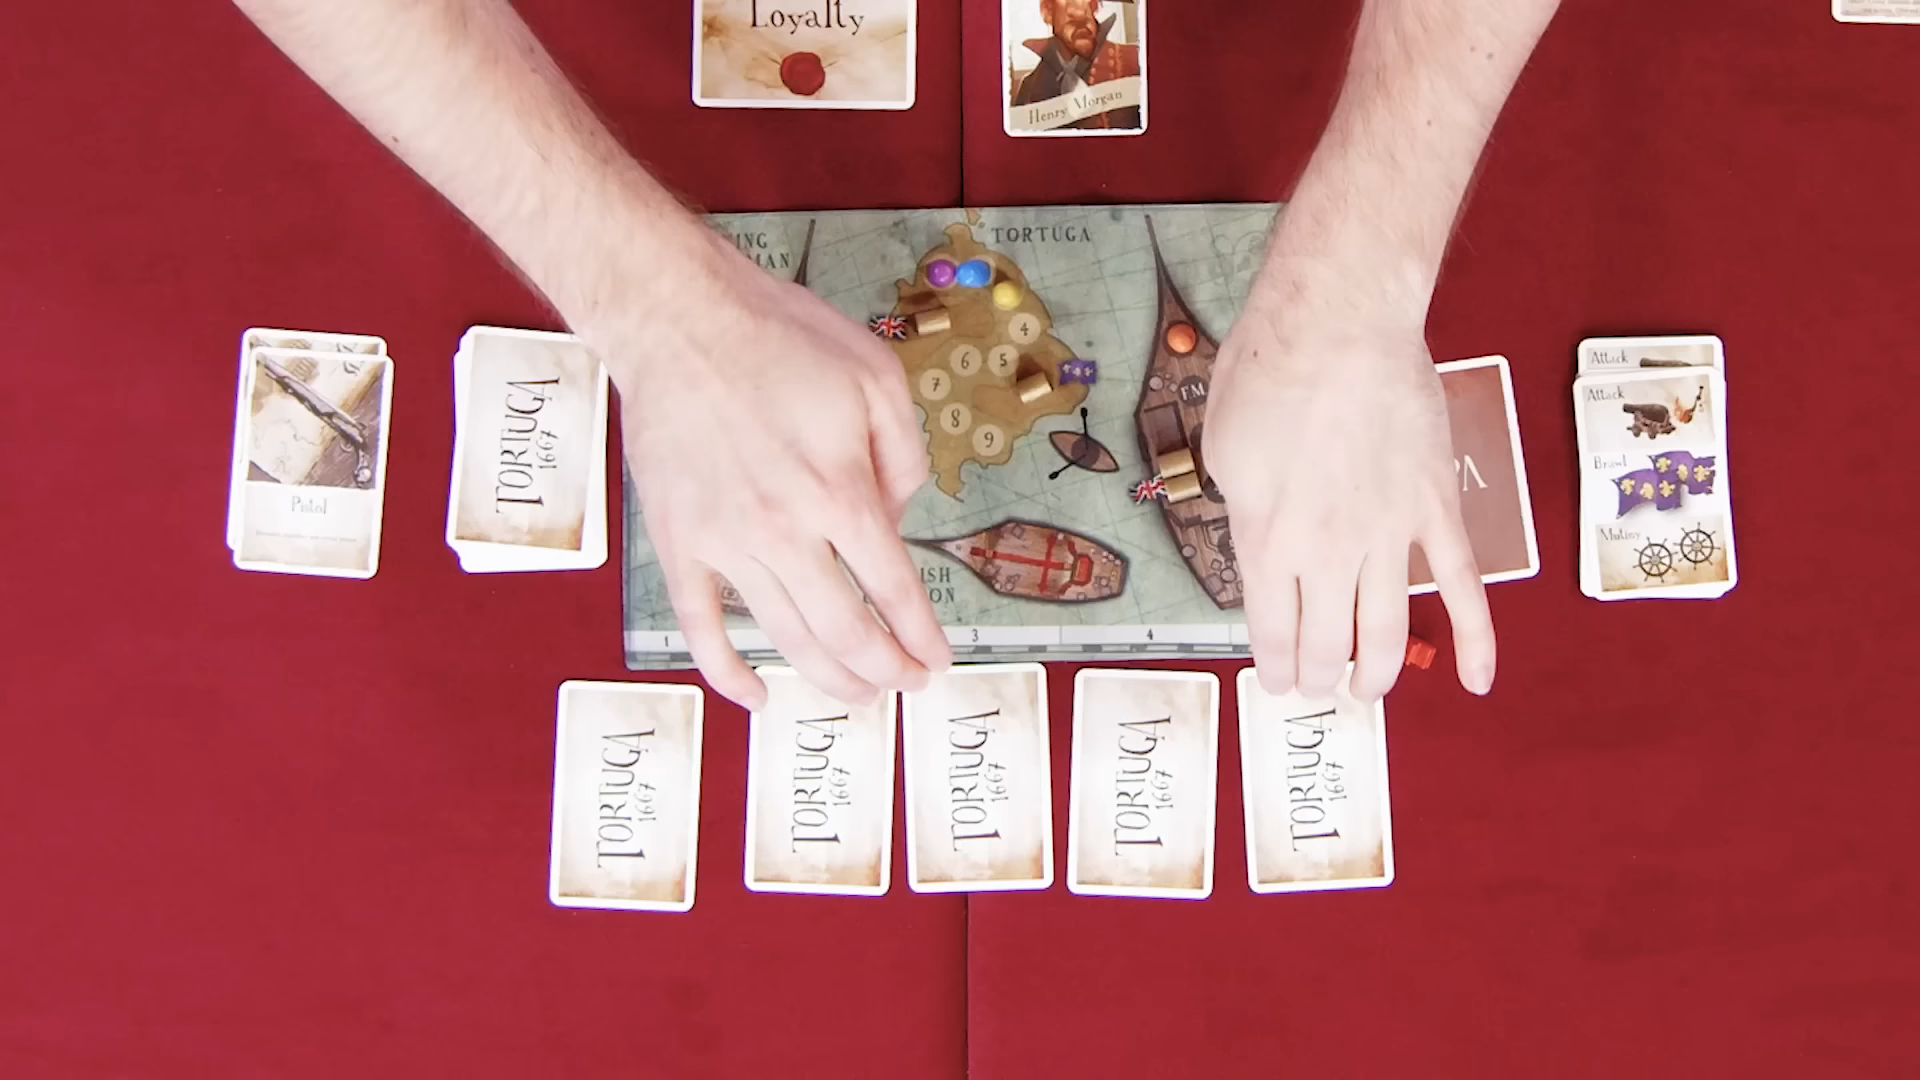 Loyalty
Henry Morgan
TORTUGA
4
6
5
7
8
9
F.M.
1
3
4
Pistol
TORTUGA
1667
Attack
Attack
Brawl
Mutiny
TORTUGA
1667
TORTUGA
1667
TORTUGA
1667
TORTUGA
1667
TORTUGA
1667